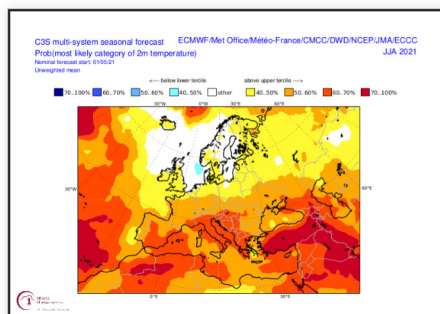 C3S multi-system seasonal forecast ECMWF/Met Office/Météo-France/CMCC/DWD/NCEP/JMA/ECCC
Prob(most likely category of 2m temperature) JJA 2021
Nominal forecast start: 01/05/21
Unweighted mean
<---- below lower tercile above upper tercile ---->
70..100% 60..70% 50..60% 40..50% other 40..50% 50..60% 60..70% 70..100%
30°W 0°E 30°E
30°W 60°E
0°E 30°E